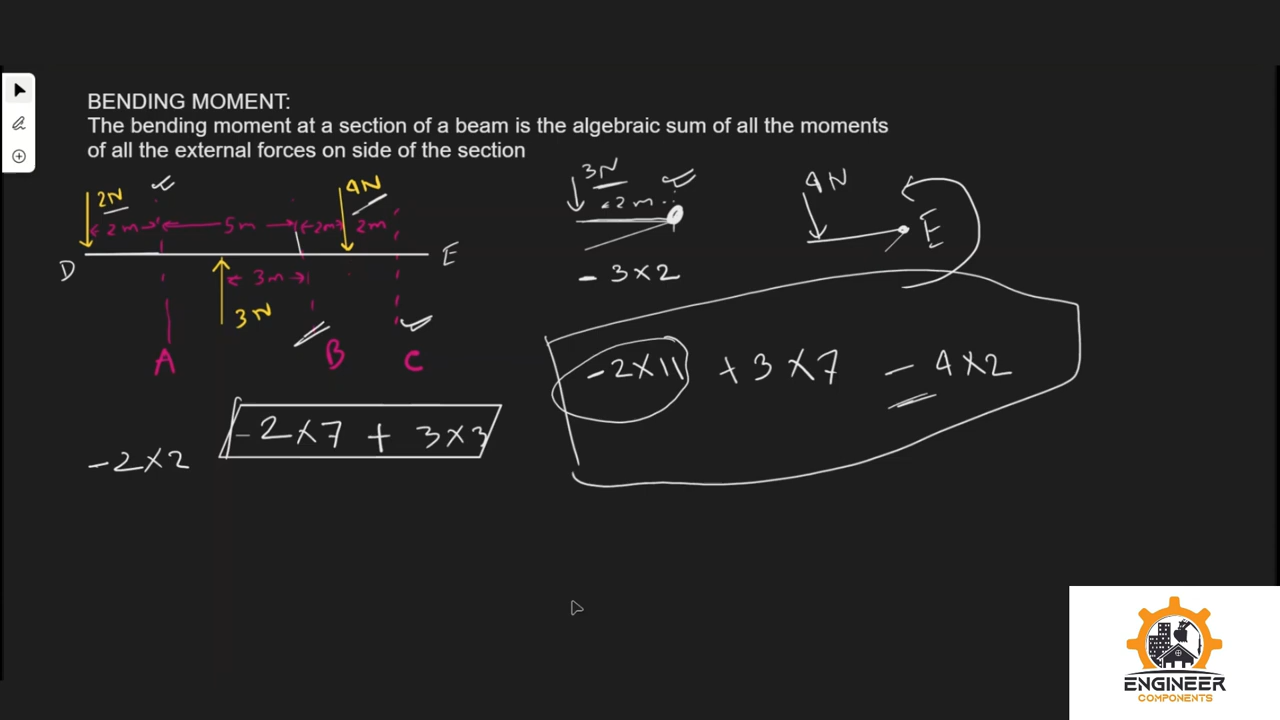 BENDING MOMENT:
The bending moment at a section of a beam is the algebraic sum of all the moments
of all the external forces on side of the section
2N
4N
2m
5m
2m
2m
D
E
3m
3N
A
B
C
3N
2m
- 3×2
4N
E
-2×11 + 3×7 - 4×2
-2×7 + 3×3
-2×2
ENGINEER
COMPONENTS